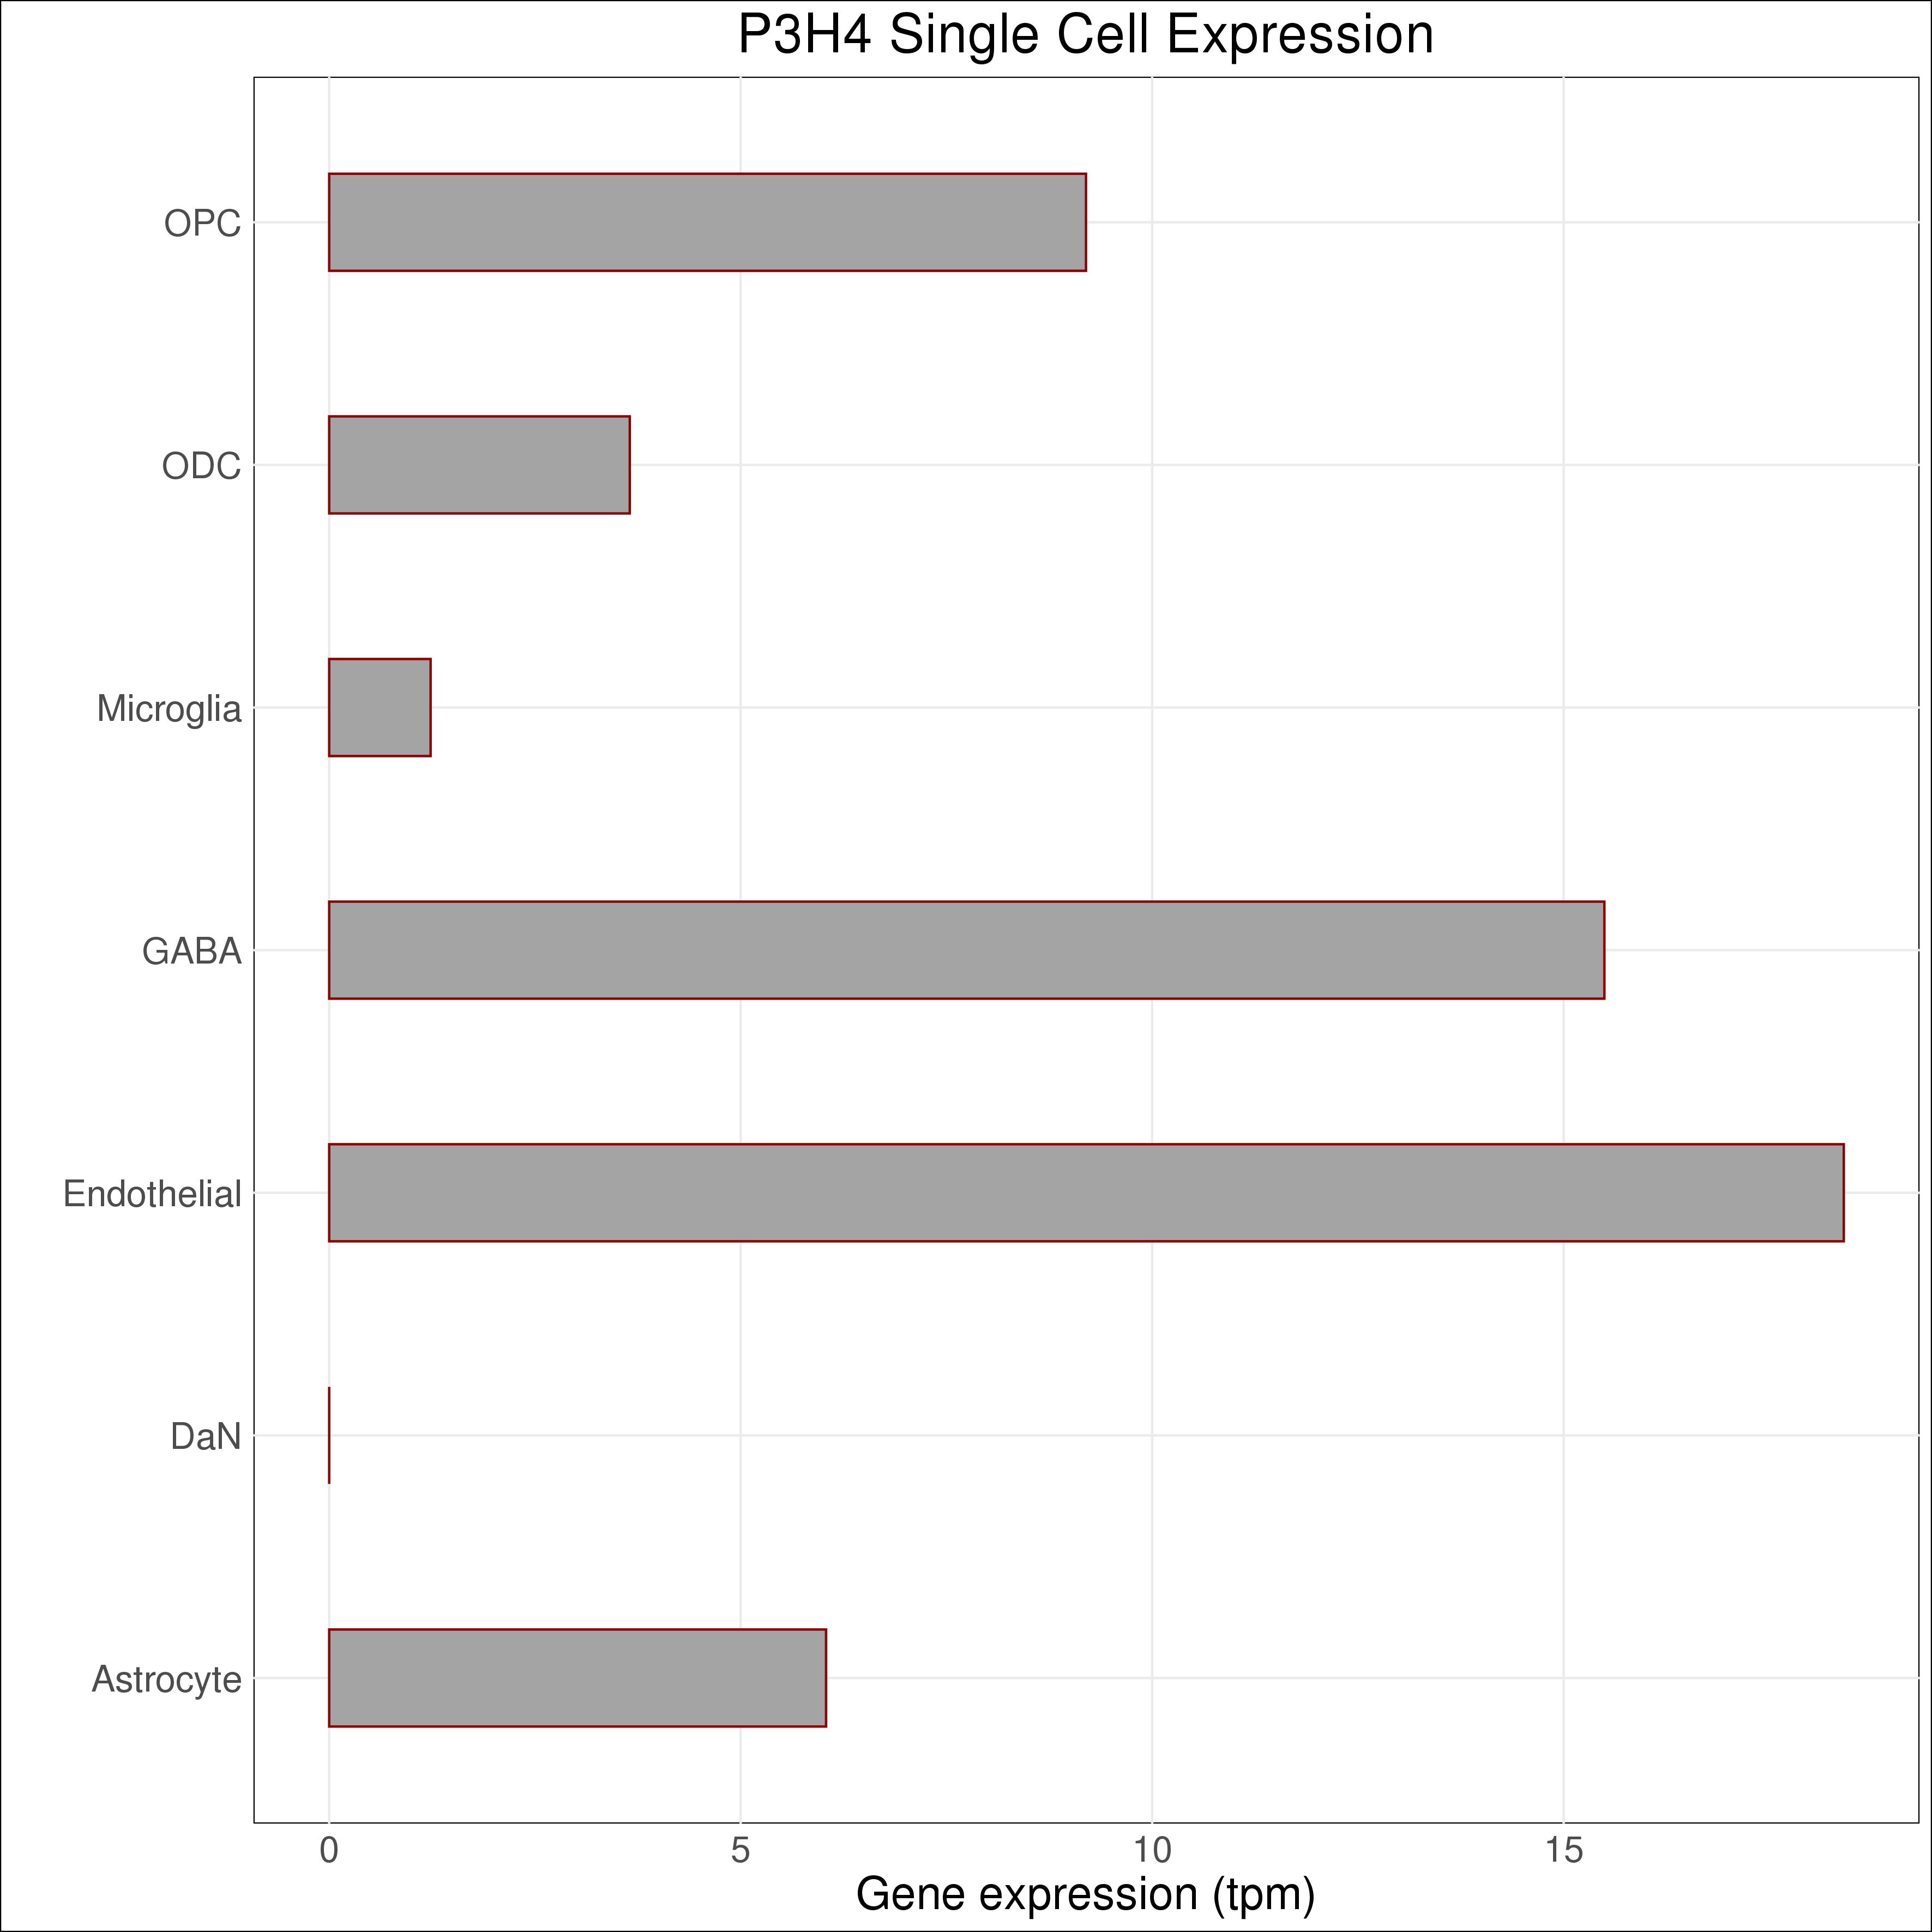 P3H4 Single Cell Expression
OPC
ODC
Microglia
GABA
Endothelial
DaN
Astrocyte
0 5 10 15
Gene expression (tpm)